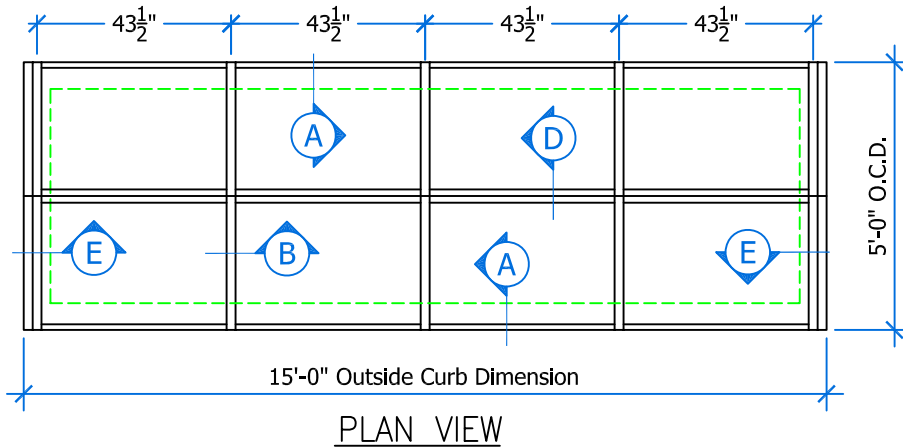 43½" 43½" 43½" 43½"
A D
5'-0" O.C.D.
E B A E
15'-0" Outside Curb Dimension
PLAN VIEW